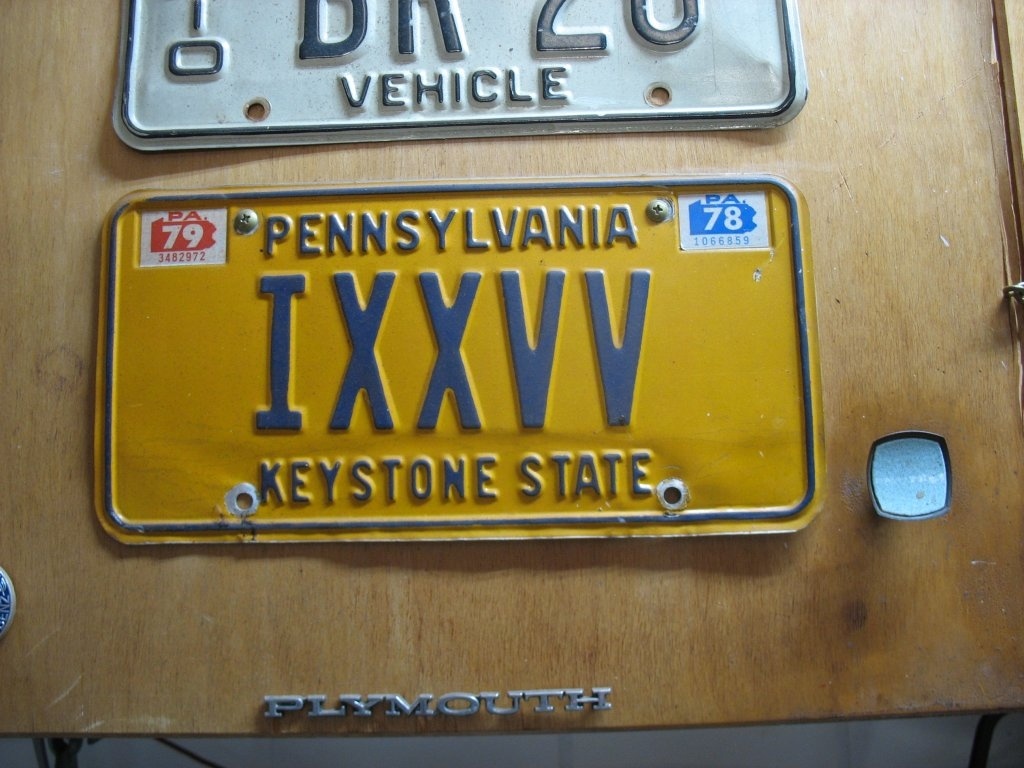 VEHICLE
PA.
79
3482972
PENNSYLVANIA
PA.
78
1066859
IXXVV
KEYSTONE STATE
PLYMOUTH